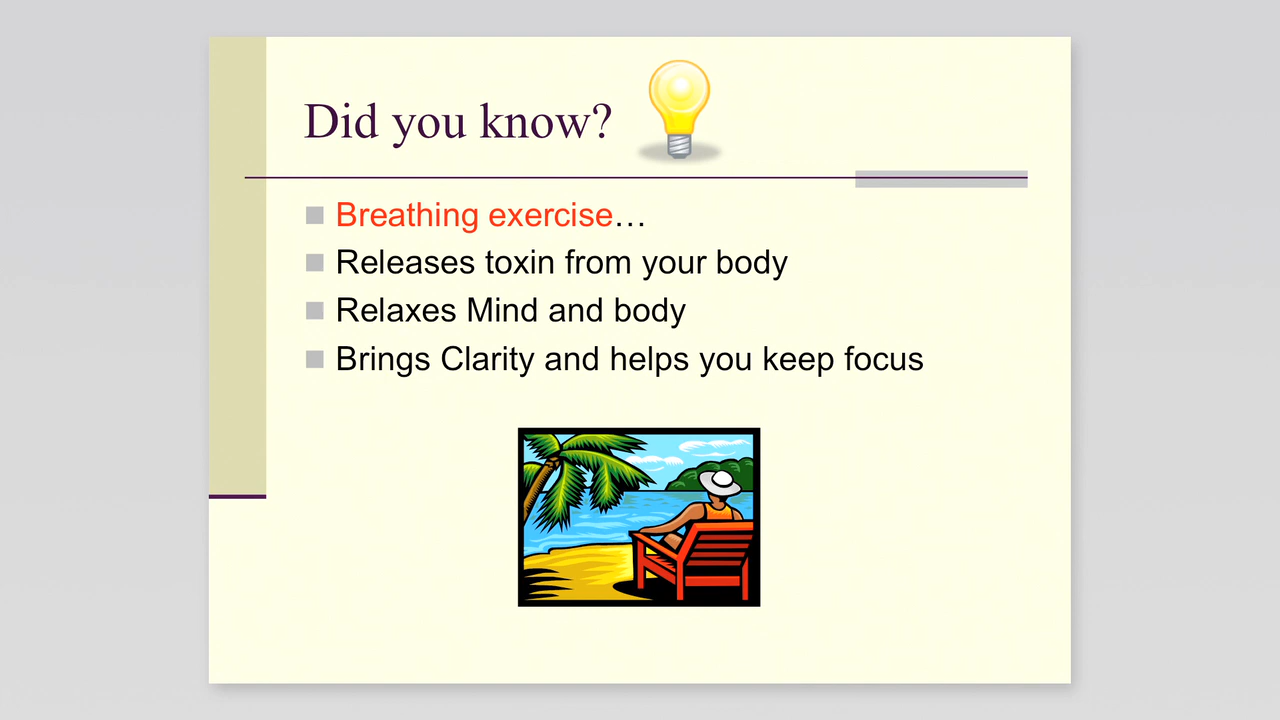 Did you know?
Breathing exercise…
Releases toxin from your body
Relaxes Mind and body
Brings Clarity and helps you keep focus